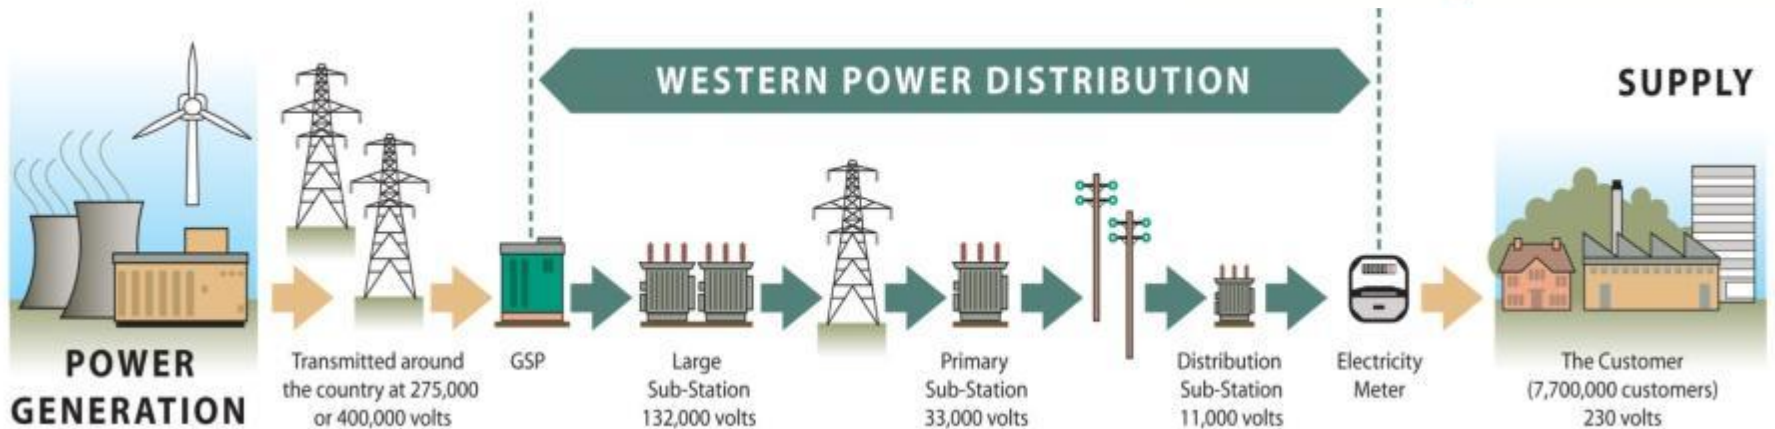 WESTERN POWER DISTRIBUTION
SUPPLY
POWER
GENERATION
Transmitted around
the country at 275,000
or 400,000 volts
GSP
Large
Sub-Station
132,000 volts
Primary
Sub-Station
33,000 volts
Distribution
Sub-Station
11,000 volts
Electricity
Meter
The Customer
(7,700,000 customers)
230 volts